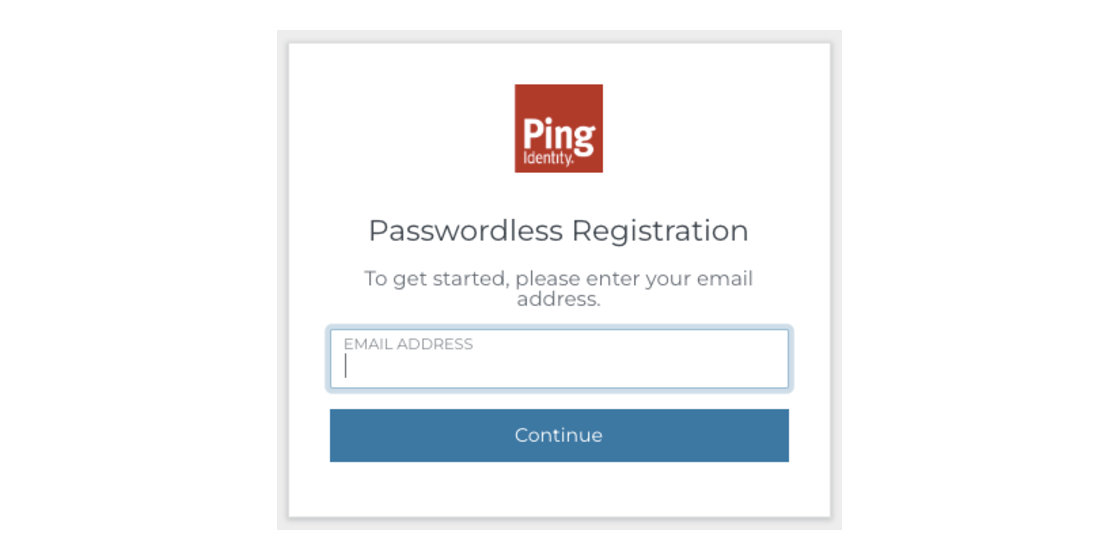 Ping
Identity.
Passwordless Registration
To get started, please enter your email
address.
EMAIL ADDRESS
Continue